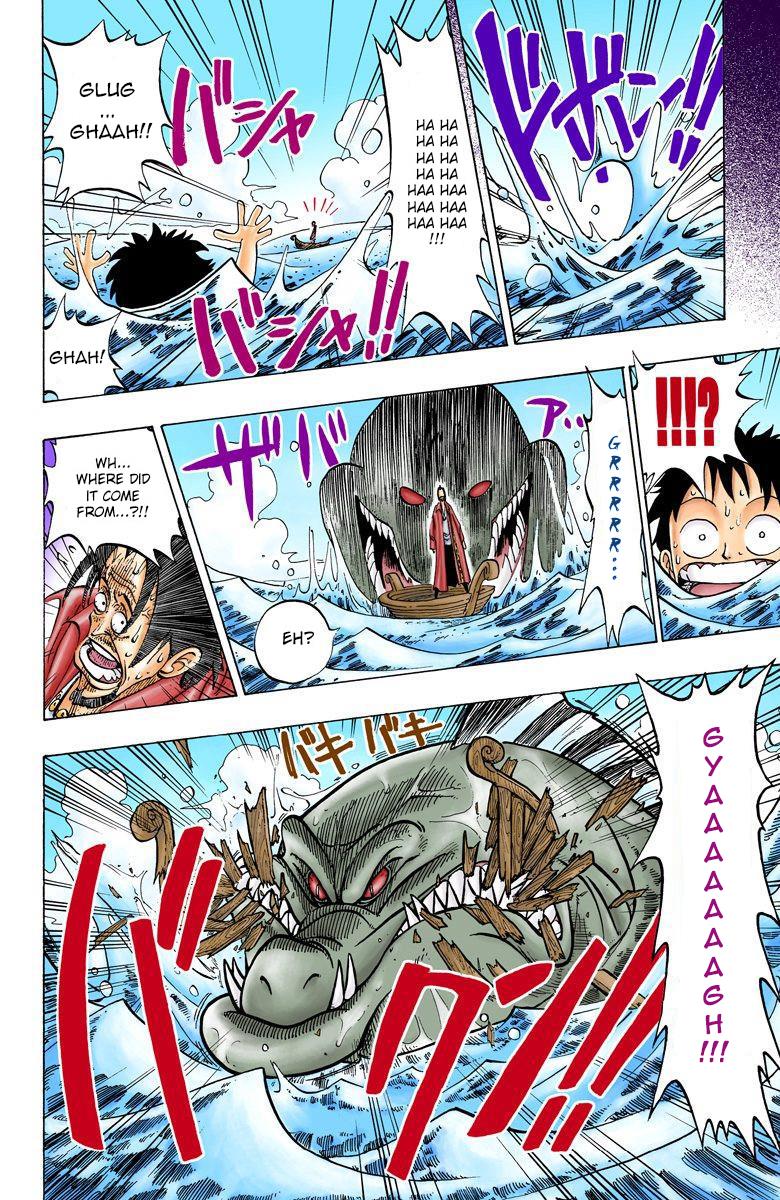 ドボーン!!
HA HA
HA HA
HA HA
HA HA
HAA HAA
HAA HAA
HAA HAA
!!!
バシャ
GLUG
...
GHAAH!!
バシャ!!
GHAH!
!!!?
GRRRRR...
ア..
ザバ
EH?
WH...
WHERE DID
IT COME
FROM...?!!
GYAAAAAAAAGH!!!
バキ
バキ
バクン!!